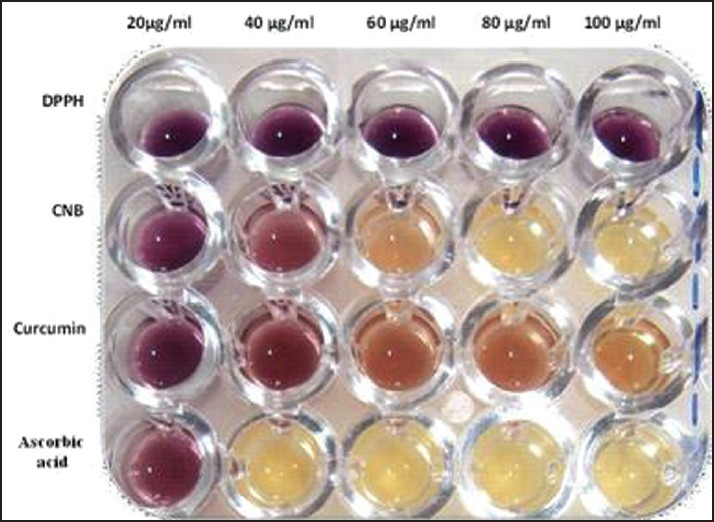 20µg/ml 40 µg/ml 60 µg/ml 80 µg/ml 100 µg/ml
DPPH
CNB
Curcumin
Ascorbic
acid